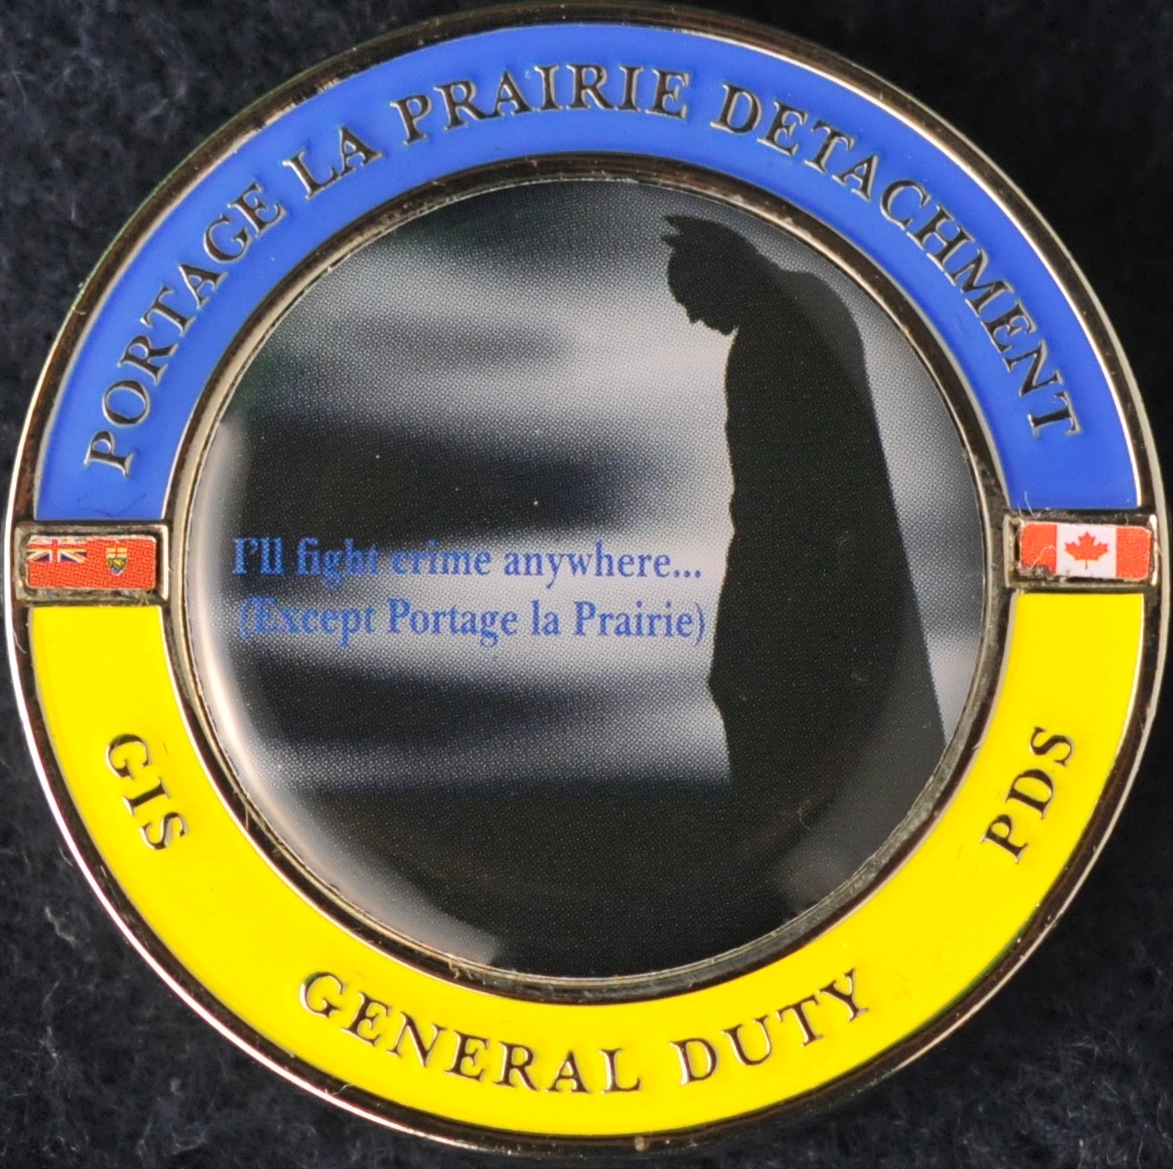 PORTAGE LA PRAIRIE DETACHMENT
I'll fight crime anywhere...
(Except Portage la Prairie)
GIS
GENERAL DUTY
PDS